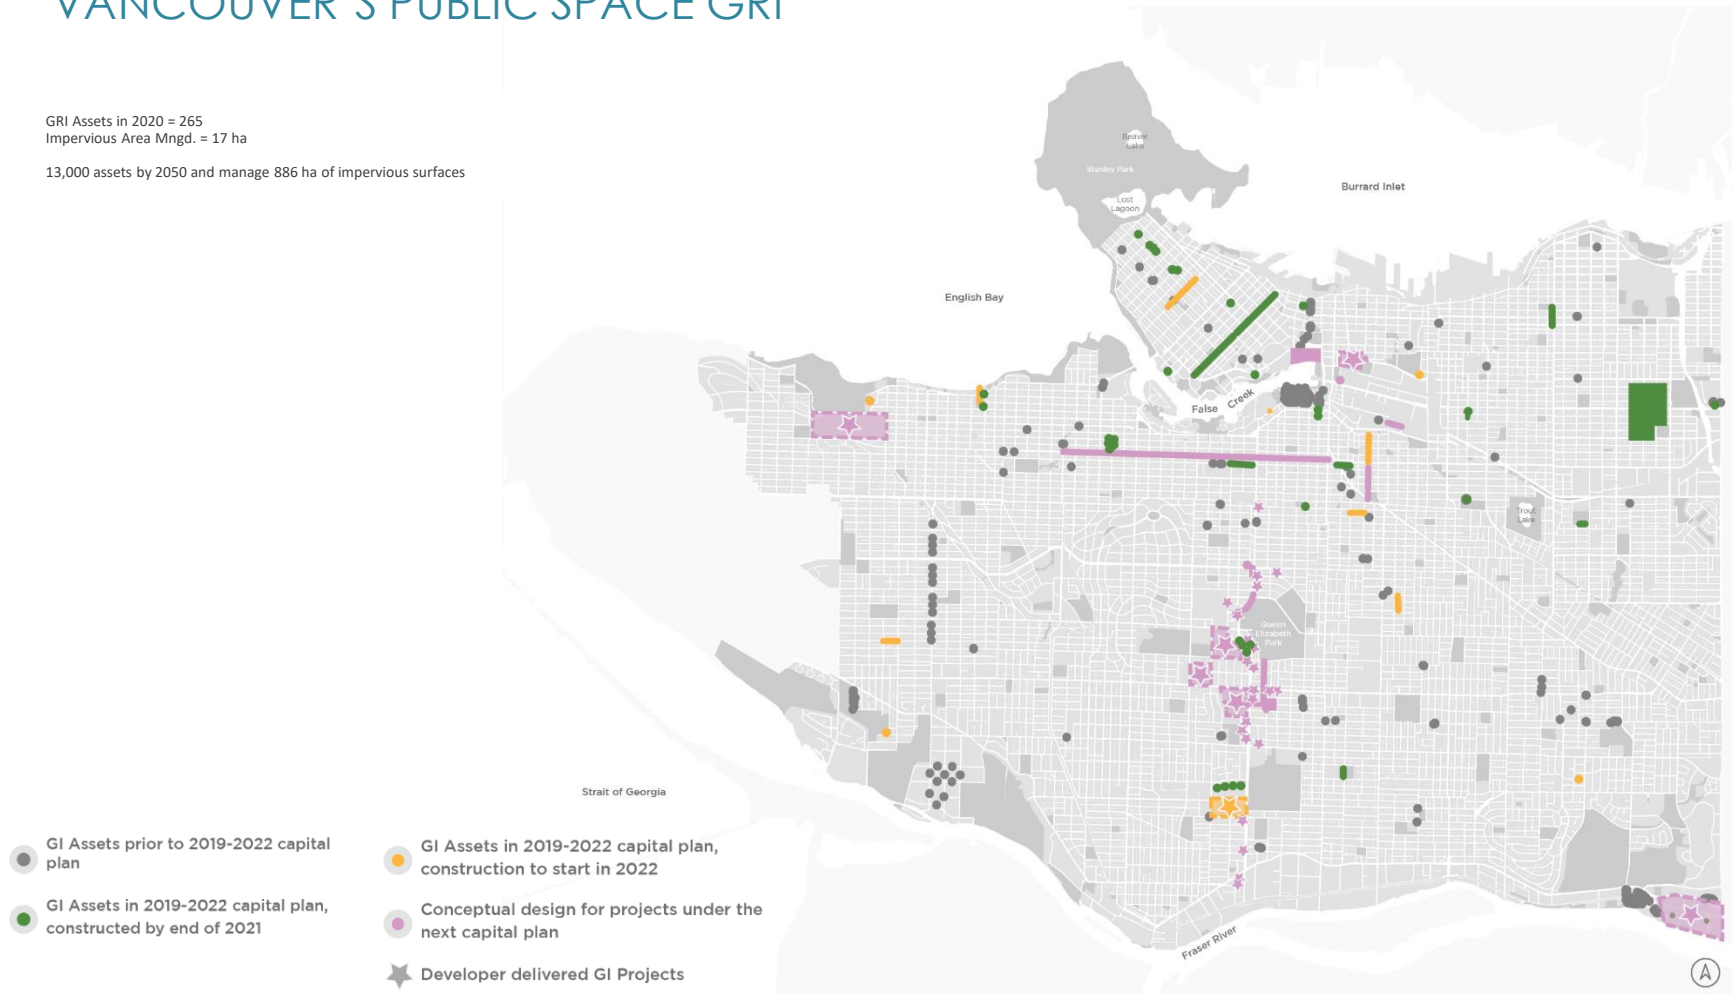 VANCOUVER'S PUBLIC SPACE GRI
GRI Assets in 2020 = 265
Impervious Area Mngd. = 17 ha
13,000 assets by 2050 and manage 886 ha of impervious surfaces
Beaver
Lake
Stanley Park
Lost
Lagoon
Burrard Inlet
English Bay
False Creek
Trout
Lake
Queen
Elizabeth
Park
Strait of Georgia
Fraser River
GI Assets prior to 2019-2022 capital
plan
GI Assets in 2019-2022 capital plan,
constructed by end of 2021
GI Assets in 2019-2022 capital plan,
construction to start in 2022
Conceptual design for projects under the
next capital plan
Developer delivered GI Projects